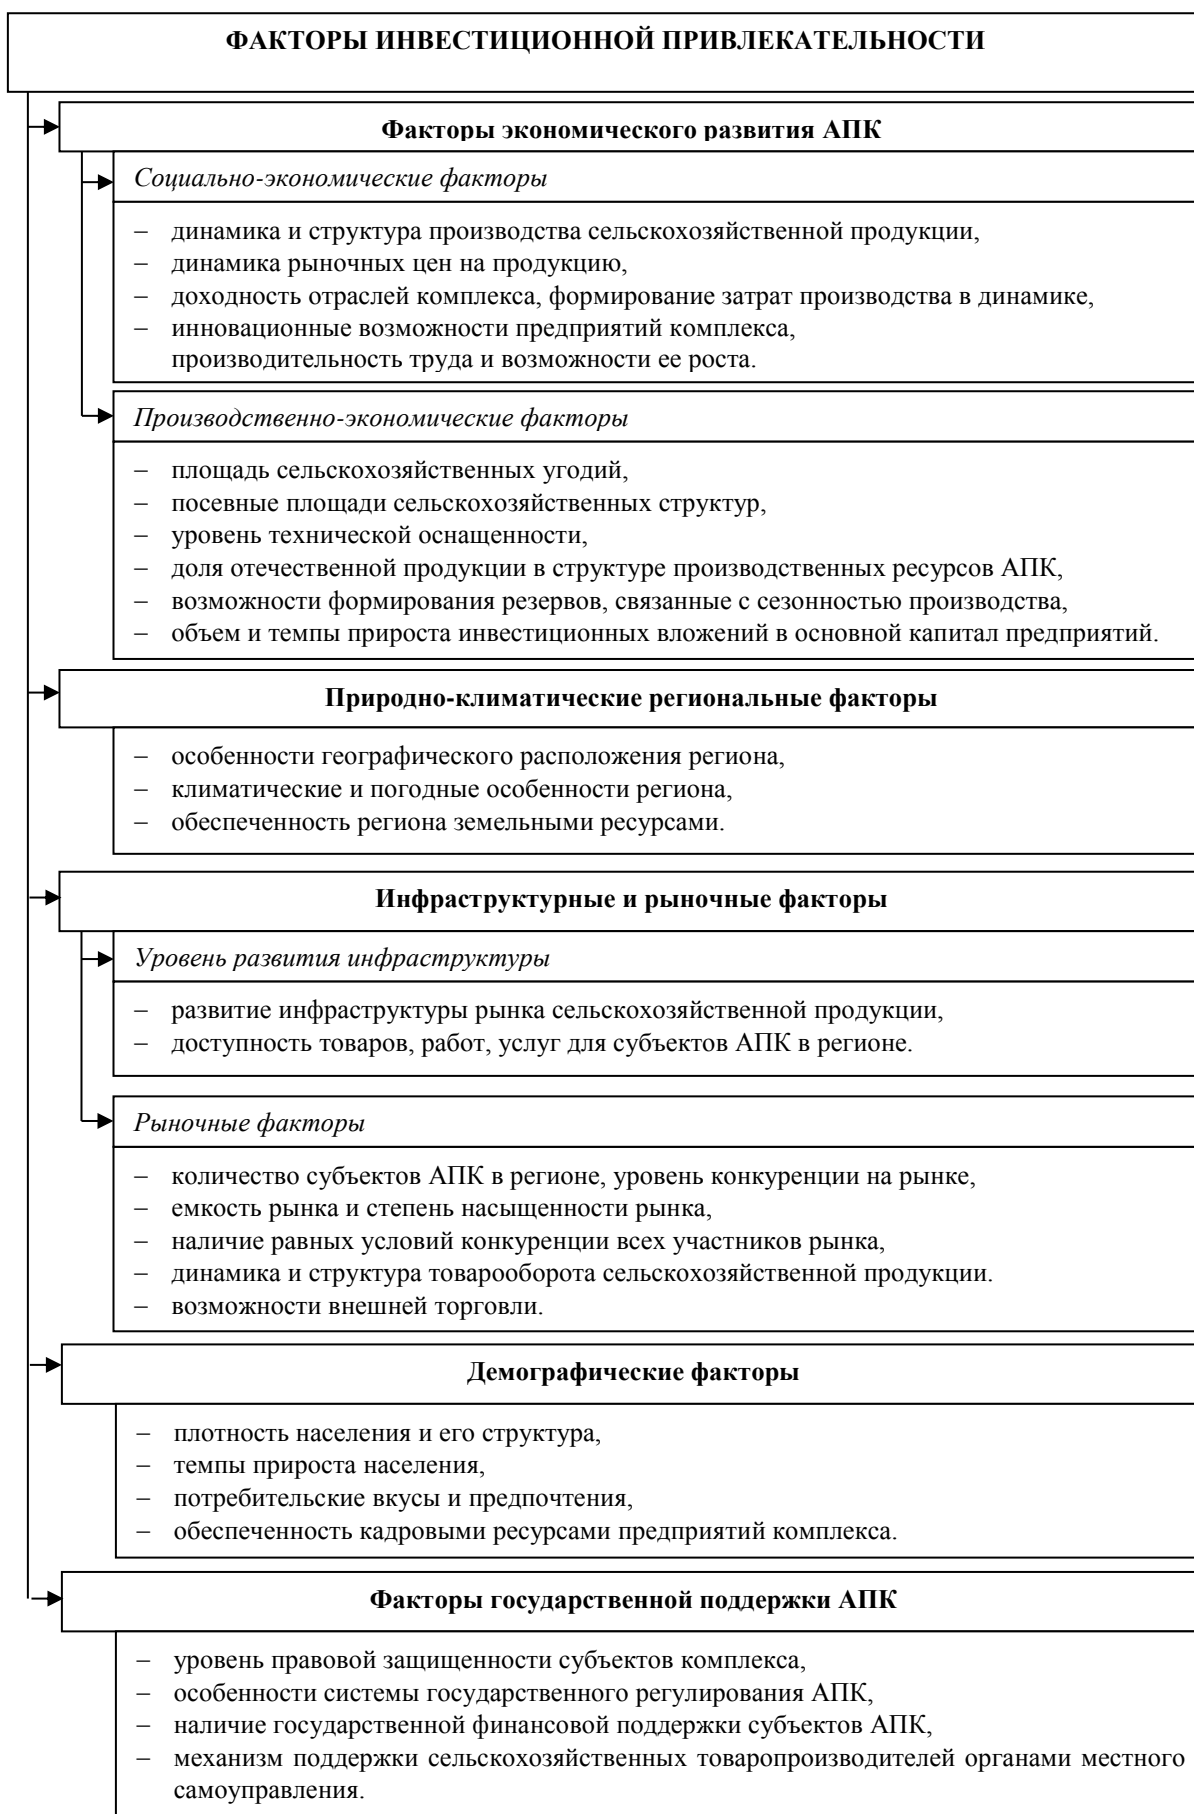 ФАКТОРЫ ИНВЕСТИЦИОННОЙ ПРИВЛЕКАТЕЛЬНОСТИ
Факторы экономического развития АПК
Социально-экономические факторы
− динамика и структура производства сельскохозяйственной продукции,
− динамика рыночных цен на продукцию,
− доходность отраслей комплекса, формирование затрат производства в динамике,
− инновационные возможности предприятий комплекса,
производительность труда и возможности ее роста.
Производственно-экономические факторы
− площадь сельскохозяйственных угодий,
− посевные площади сельскохозяйственных структур,
− уровень технической оснащенности,
− доля отечественной продукции в структуре производственных ресурсов АПК,
− возможности формирования резервов, связанные с сезонностью производства,
− объем и темпы прироста инвестиционных вложений в основной капитал предприятий.
Природно-климатические региональные факторы
− особенности географического расположения региона,
− климатические и погодные особенности региона,
− обеспеченность региона земельными ресурсами.
Инфраструктурные и рыночные факторы
Уровень развития инфраструктуры
− развитие инфраструктуры рынка сельскохозяйственной продукции,
− доступность товаров, работ, услуг для субъектов АПК в регионе.
Рыночные факторы
− количество субъектов АПК в регионе, уровень конкуренции на рынке,
− емкость рынка и степень насыщенности рынка,
− наличие равных условий конкуренции всех участников рынка,
− динамика и структура товарооборота сельскохозяйственной продукции.
− возможности внешней торговли.
Демографические факторы
− плотность населения и его структура,
− темпы прироста населения,
− потребительские вкусы и предпочтения,
− обеспеченность кадровыми ресурсами предприятий комплекса.
Факторы государственной поддержки АПК
− уровень правовой защищенности субъектов комплекса,
− особенности системы государственного регулирования АПК,
− наличие государственной финансовой поддержки субъектов АПК,
− механизм поддержки сельскохозяйственных товаропроизводителей органами местного
самоуправления.